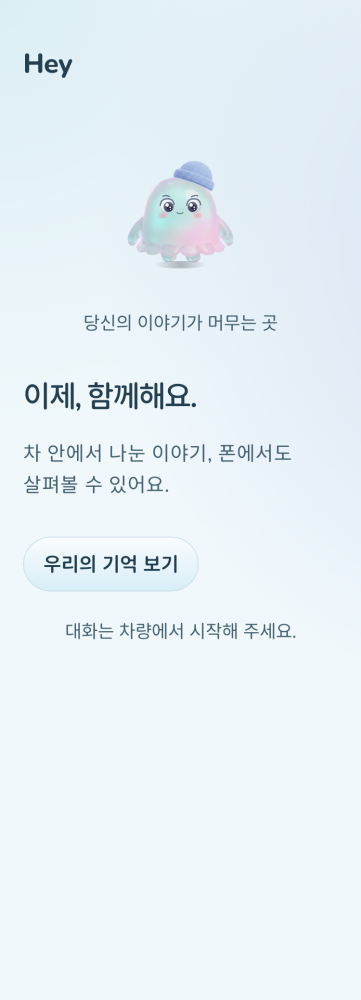 Hey
당신의 이야기가 머무는 곳
이제, 함께해요.
차 안에서 나눈 이야기, 폰에서도
살펴볼 수 있어요.
우리의 기억 보기
대화는 차량에서 시작해 주세요.